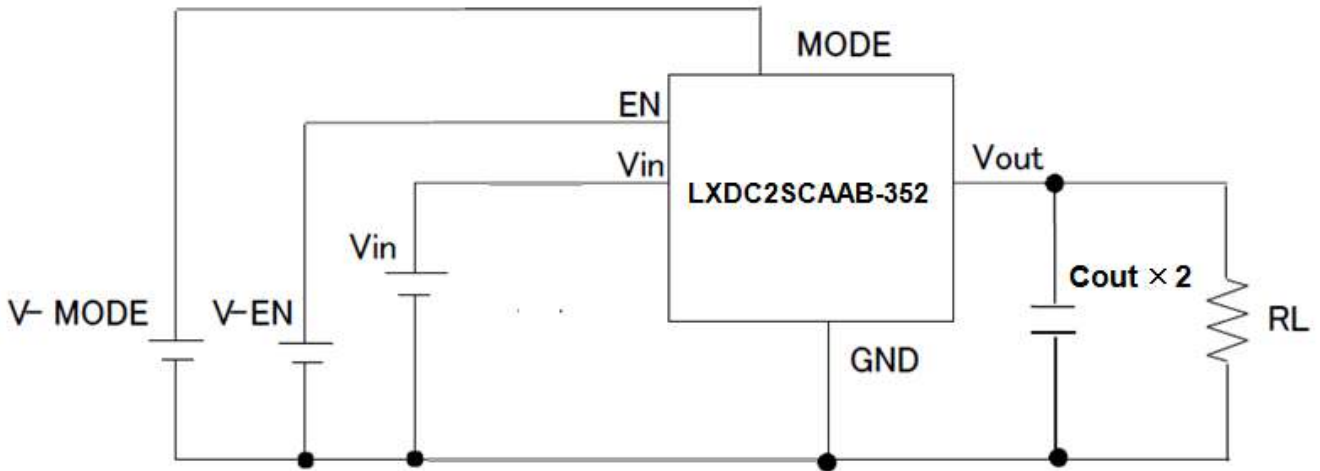 MODE
EN
Vin
LXDC2SCAAB-352
Vout
Vin
V- MODE
V-EN
Cout × 2
RL
GND